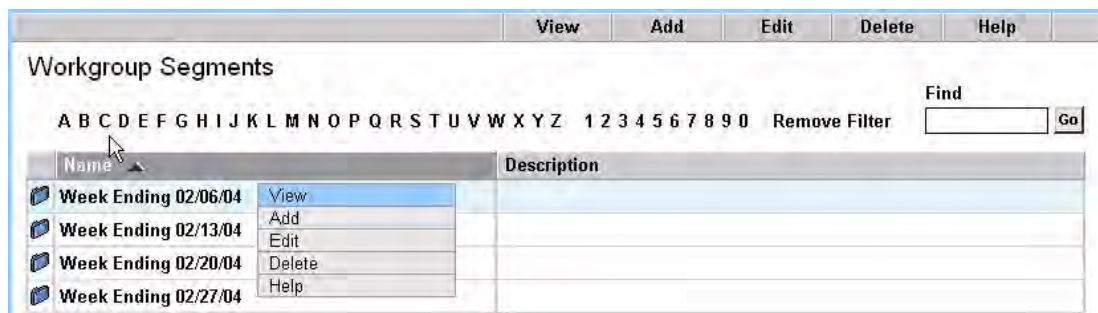 View Add Edit Delete Help
Workgroup Segments
Find
A B C D E F G H I J K L M N O P Q R S T U V W X Y Z 1 2 3 4 5 6 7 8 9 0 Remove Filter Go
Name Description
Week Ending 02/06/04 View
Add
Week Ending 02/13/04
Edit
Week Ending 02/20/04 Delete
Help
Week Ending 02/27/04